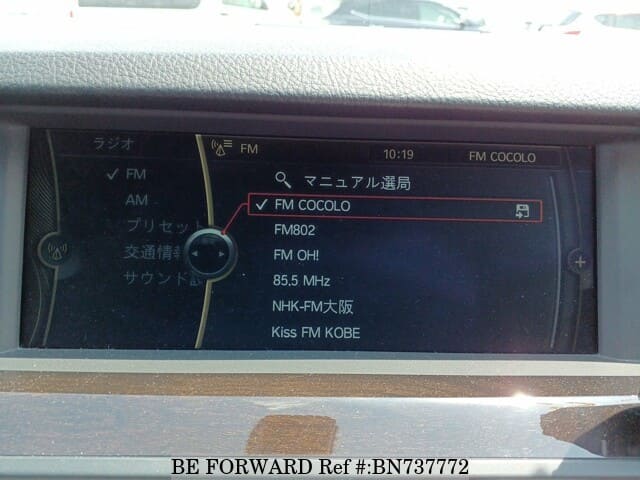 ラジオ
FM
10:19
FM COCOLO
FM
AM
プリセット
交通情報
サウンド設
マニュアル選局
FM COCOLO
FM802
FM OH!
85.5 MHz
NHK-FM大阪
Kiss FM KOBE
BE FORWARD Ref #:BN737772